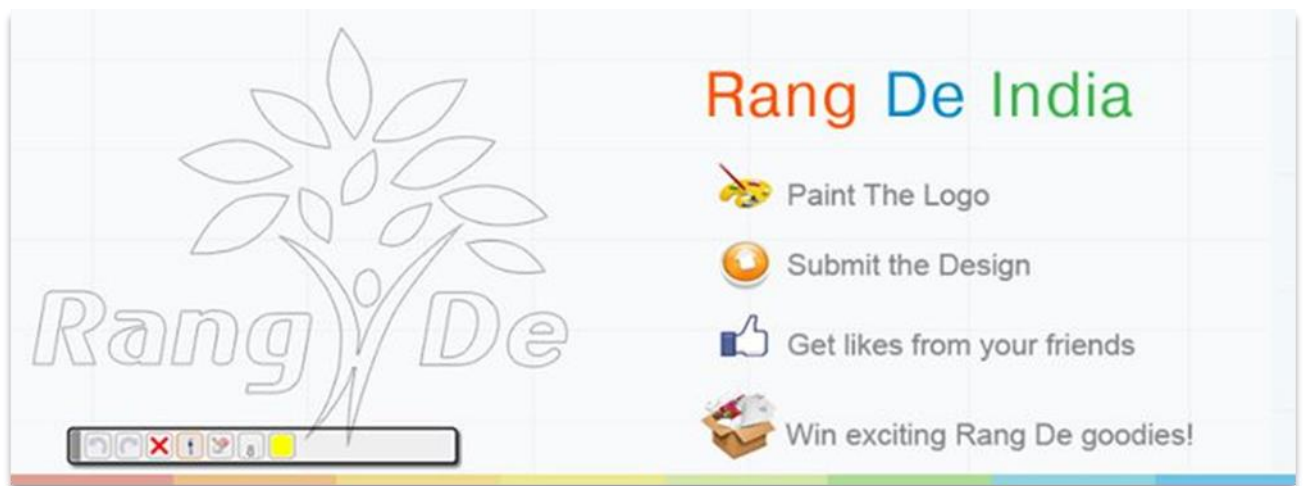 Rang De
8
Rang De India
Paint The Logo
Submit the Design
Get likes from your friends
Win exciting Rang De goodies!